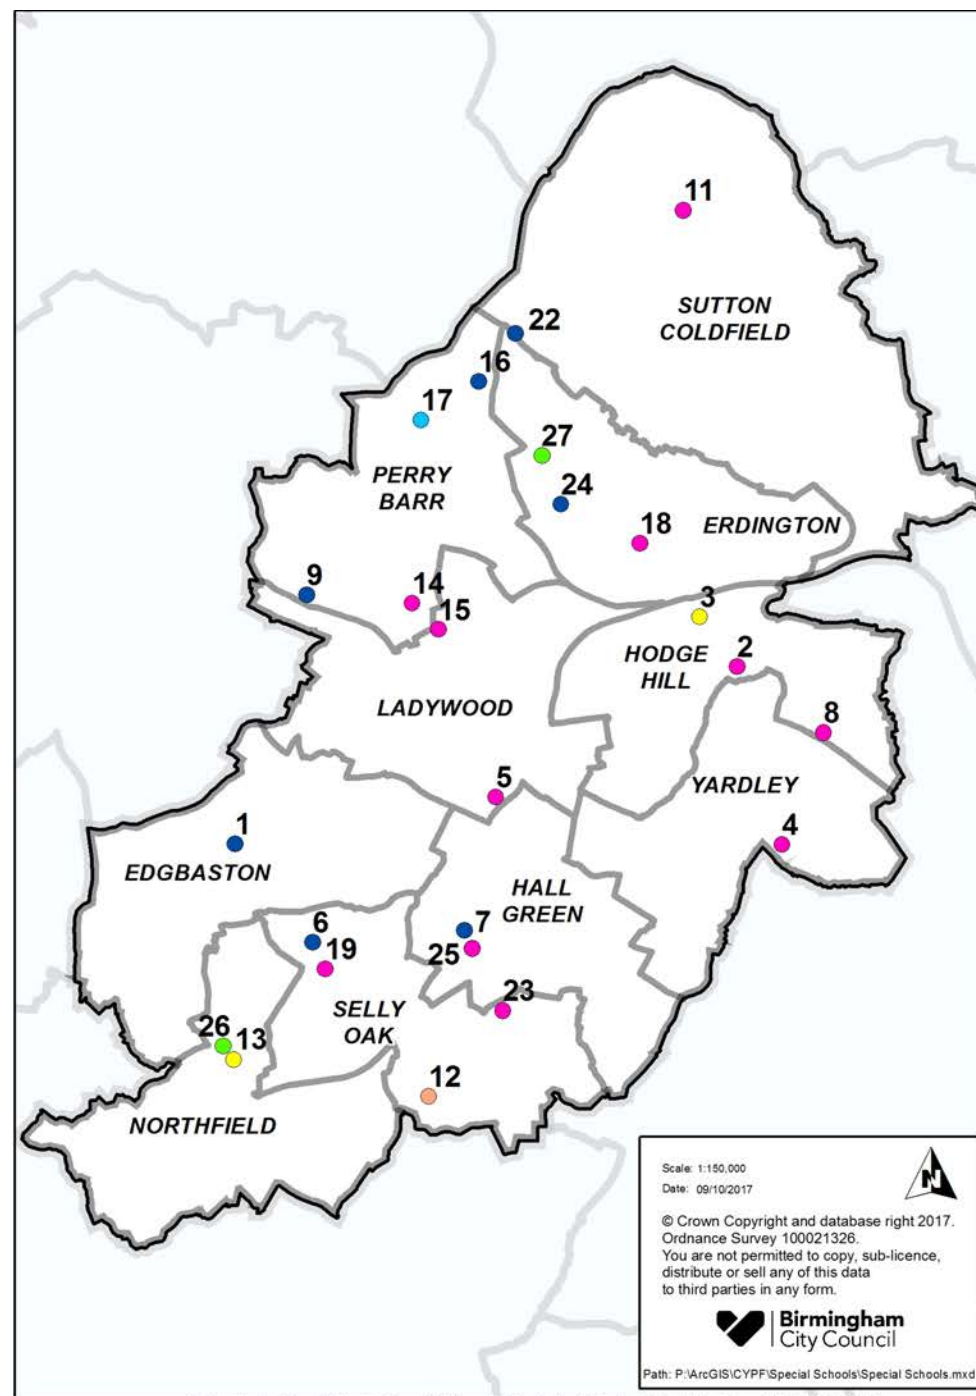 11
SUTTON
COLDFIELD
22
16
17
27
PERRY
BARR
24
18
ERDINGTON
9
14
15
3
HODGE
HILL
2
LADYWOOD
8
5
YARDLEY
1
4
EDGBASTON
HALL
GREEN
6
7
19
25
SELLY
OAK
23
26
13
12
NORTHFIELD
Scale: 1:150,000
Date: 09/10/2017
N
© Crown Copyright and database right 2017.
Ordnance Survey 100021326.
You are not permitted to copy, sub-licence,
distribute or sell any of this data
to third parties in any form.
Birmingham
City Council
Path: P:\ArcGIS\CYPF\Special Schools\Special Schools.mxd